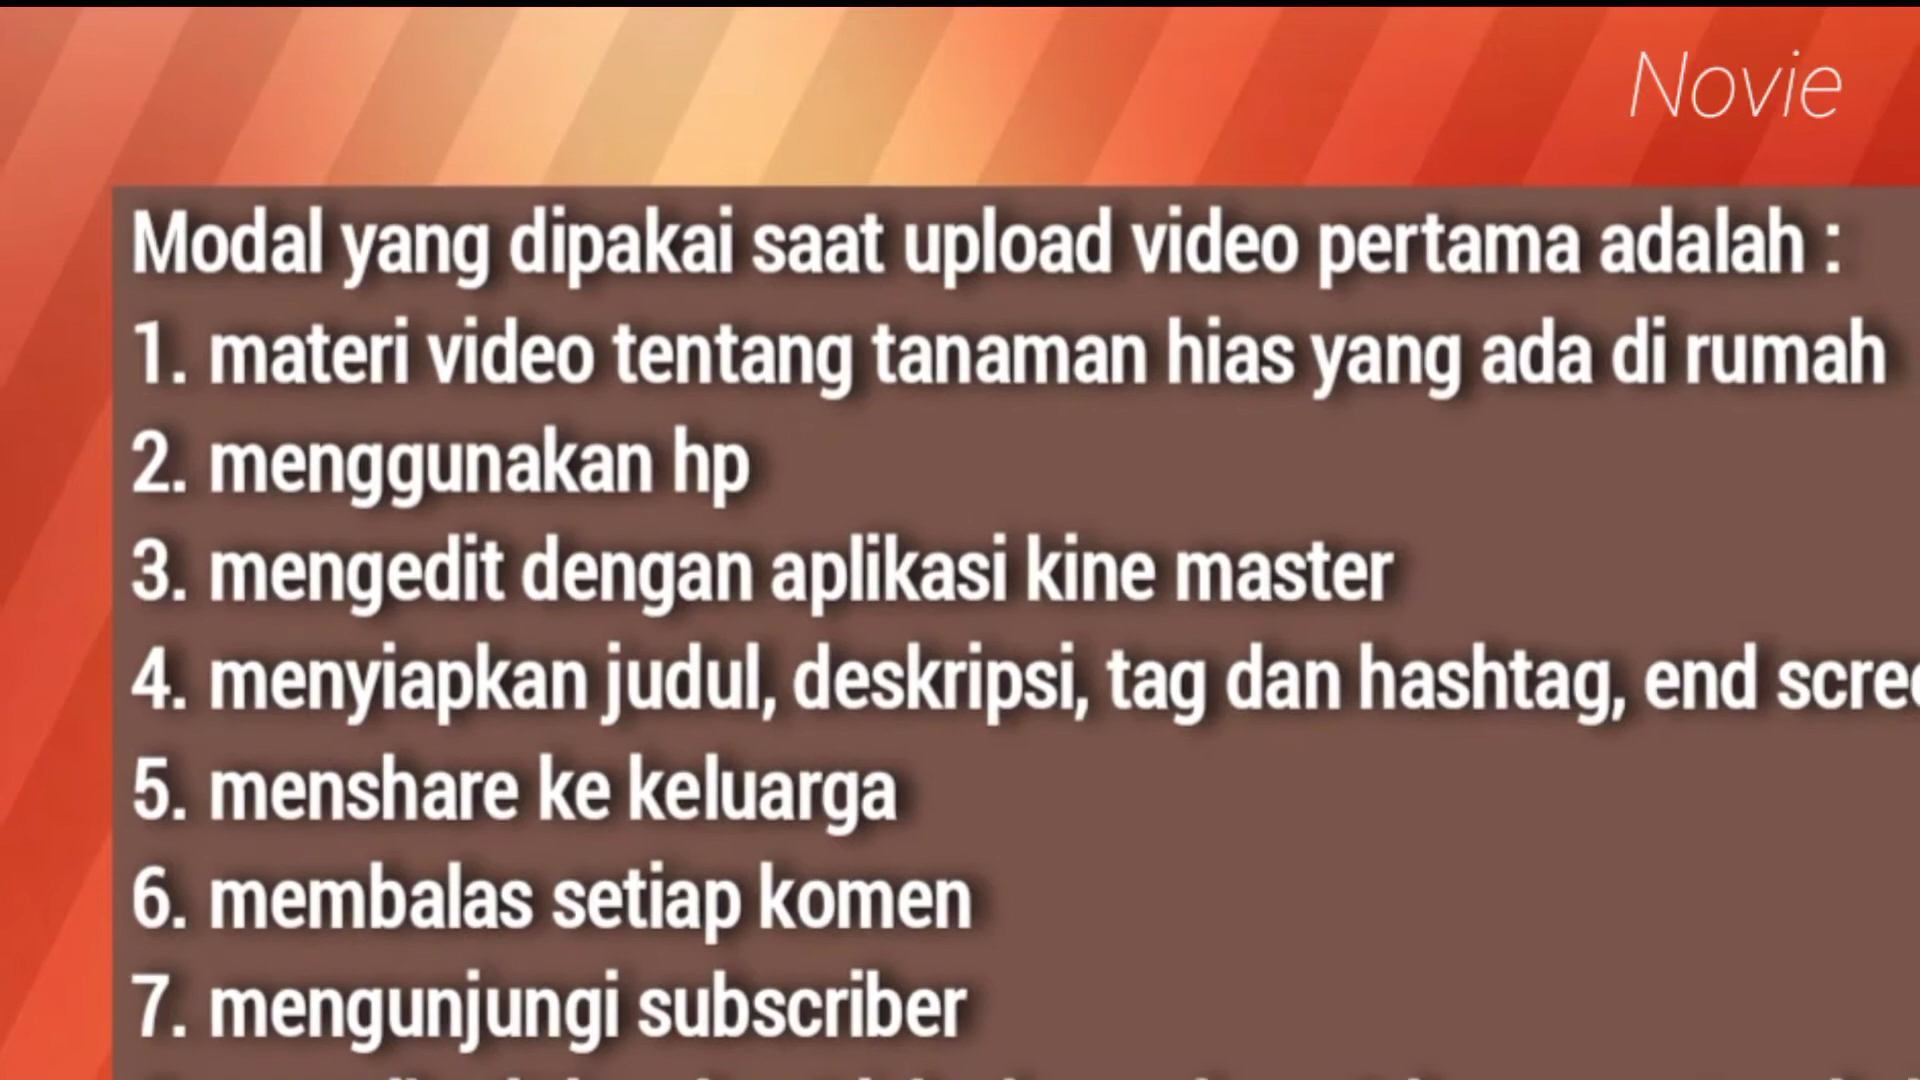 Novie
Modal yang dipakai saat upload video pertama adalah :
1. materi video tentang tanaman hias yang ada di rumah
2. menggunakan hp
3. mengedit dengan aplikasi kine master
4. menyiapkan judul, deskripsi, tag dan hashtag, end
5. menshare ke keluarga
6. membalas setiap komen
7. mengunjungi subscriber